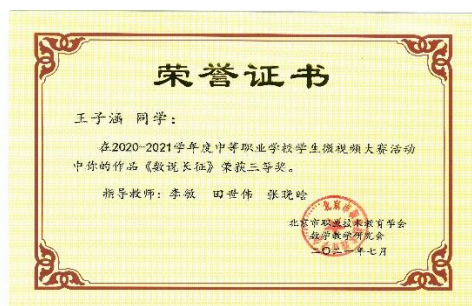 荣誉证书
王子涵 同学：
在2020-2021学年度中等职业学校学生微视频大赛活动
中你的作品《数说长征》荣获三等奖。
指导教师：李敏 田世伟 张晓晗
北京市职业技术教育学会
数学教学研究会
二〇二一年七月